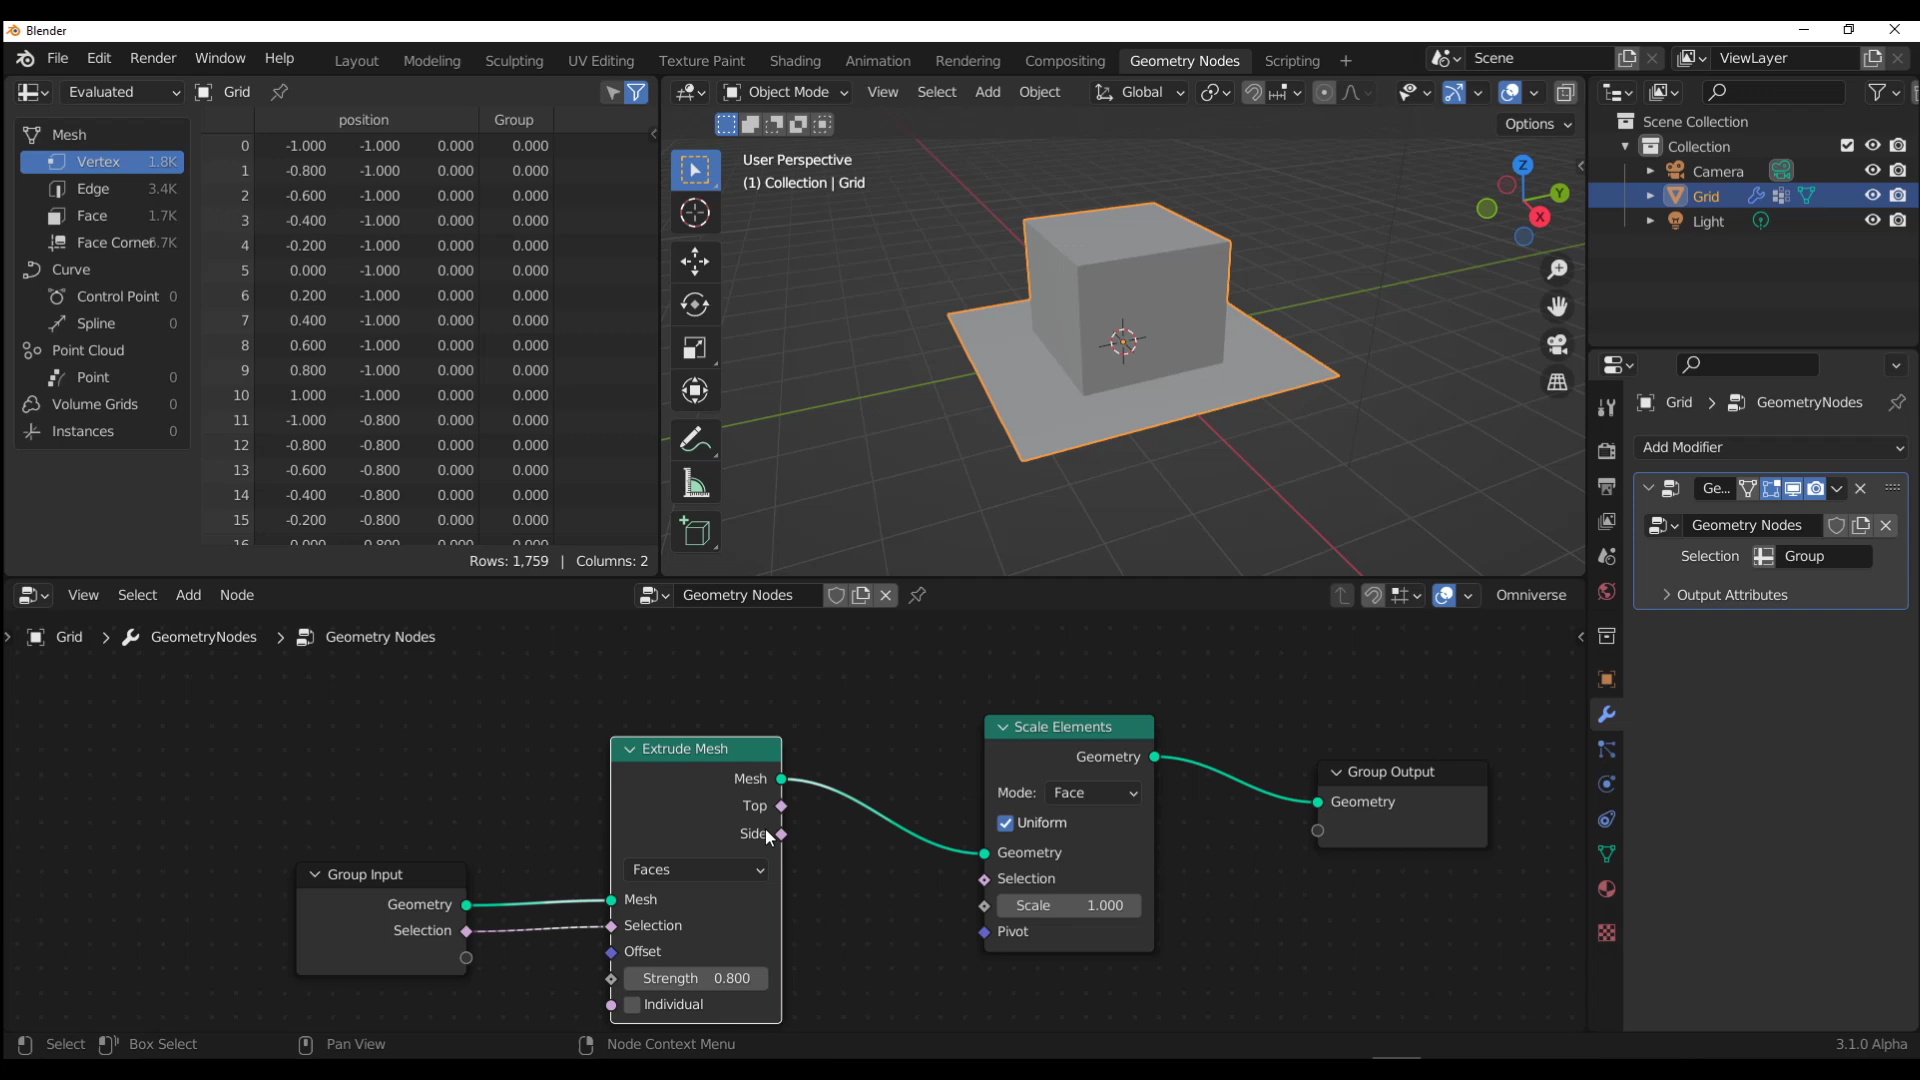 Blender
File Edit Render Window Help
Layout Modeling Sculpting UV Editing Texture Paint Shading Animation Rendering Compositing Geometry Nodes Scripting +
Scene
ViewLayer
Evaluated
Grid
Mesh
Vertex 1.8K
Edge 3.4K
Face 1.7K
Face Corner 6.7K
Curve
Control Point 0
Spline 0
Point Cloud
Point 0
Volume Grids 0
Instances 0
position Group
0 -1.000 -1.000 0.000 0.000
1 -0.800 -1.000 0.000 0.000
2 -0.600 -1.000 0.000 0.000
3 -0.400 -1.000 0.000 0.000
4 -0.200 -1.000 0.000 0.000
5 0.000 -1.000 0.000 0.000
6 0.200 -1.000 0.000 0.000
7 0.400 -1.000 0.000 0.000
8 0.600 -1.000 0.000 0.000
9 0.800 -1.000 0.000 0.000
10 1.000 -1.000 0.000 0.000
11 -1.000 -0.800 0.000 0.000
12 -0.800 -0.800 0.000 0.000
13 -0.600 -0.800 0.000 0.000
14 -0.400 -0.800 0.000 0.000
15 -0.200 -0.800 0.000 0.000
16 0.000 -0.800 0.000 0.000
Rows: 1,759 | Columns: 2
Object Mode View Select Add Object Global
Options
User Perspective
(1) Collection | Grid
Z
Y
X
Scene Collection
Collection
Camera
Grid
Light
Grid > GeometryNodes
Add Modifier
Ge...
Geometry Nodes
Selection Group
Output Attributes
View Select Add Node
Geometry Nodes
Omniverse
Grid > GeometryNodes > Geometry Nodes
Group Input
Geometry
Selection
Extrude Mesh
Mesh
Top
Side
Faces
Mesh
Selection
Offset
Strength 0.800
Individual
Scale Elements
Geometry
Mode: Face
Uniform
Geometry
Selection
Scale 1.000
Pivot
Group Output
Geometry
Select Box Select Pan View Node Context Menu
3.1.0 Alpha